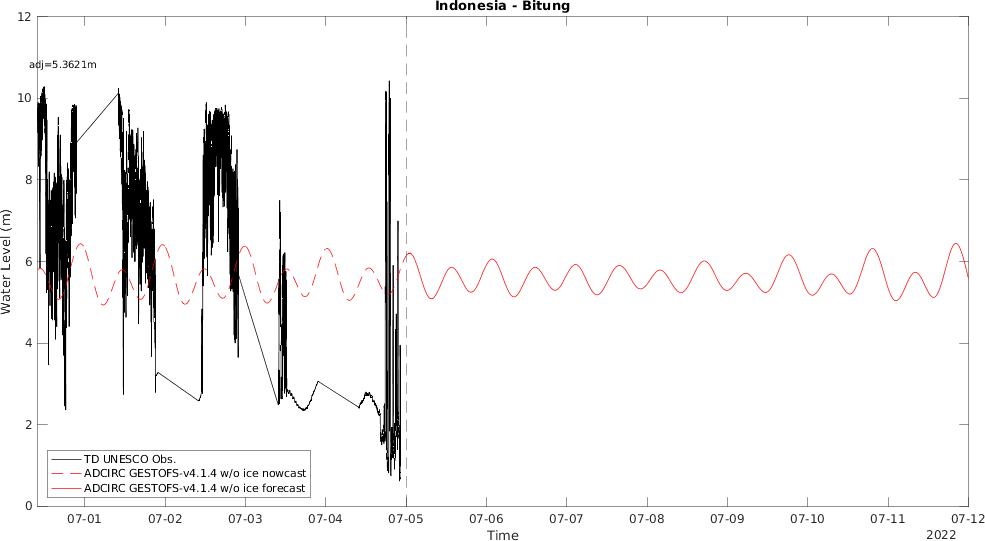 Indonesia - Bitung
adj=5.3621m
Water Level (m)
12
10
8
6
4
2
0
TD UNESCO Obs.
ADCIRC GESTOFS-v4.1.4 w/o ice nowcast
ADCIRC GESTOFS-v4.1.4 w/o ice forecast
07-01 07-02 07-03 07-04 07-05 07-06 07-07 07-08 07-09 07-10 07-11 07-12
Time
2022